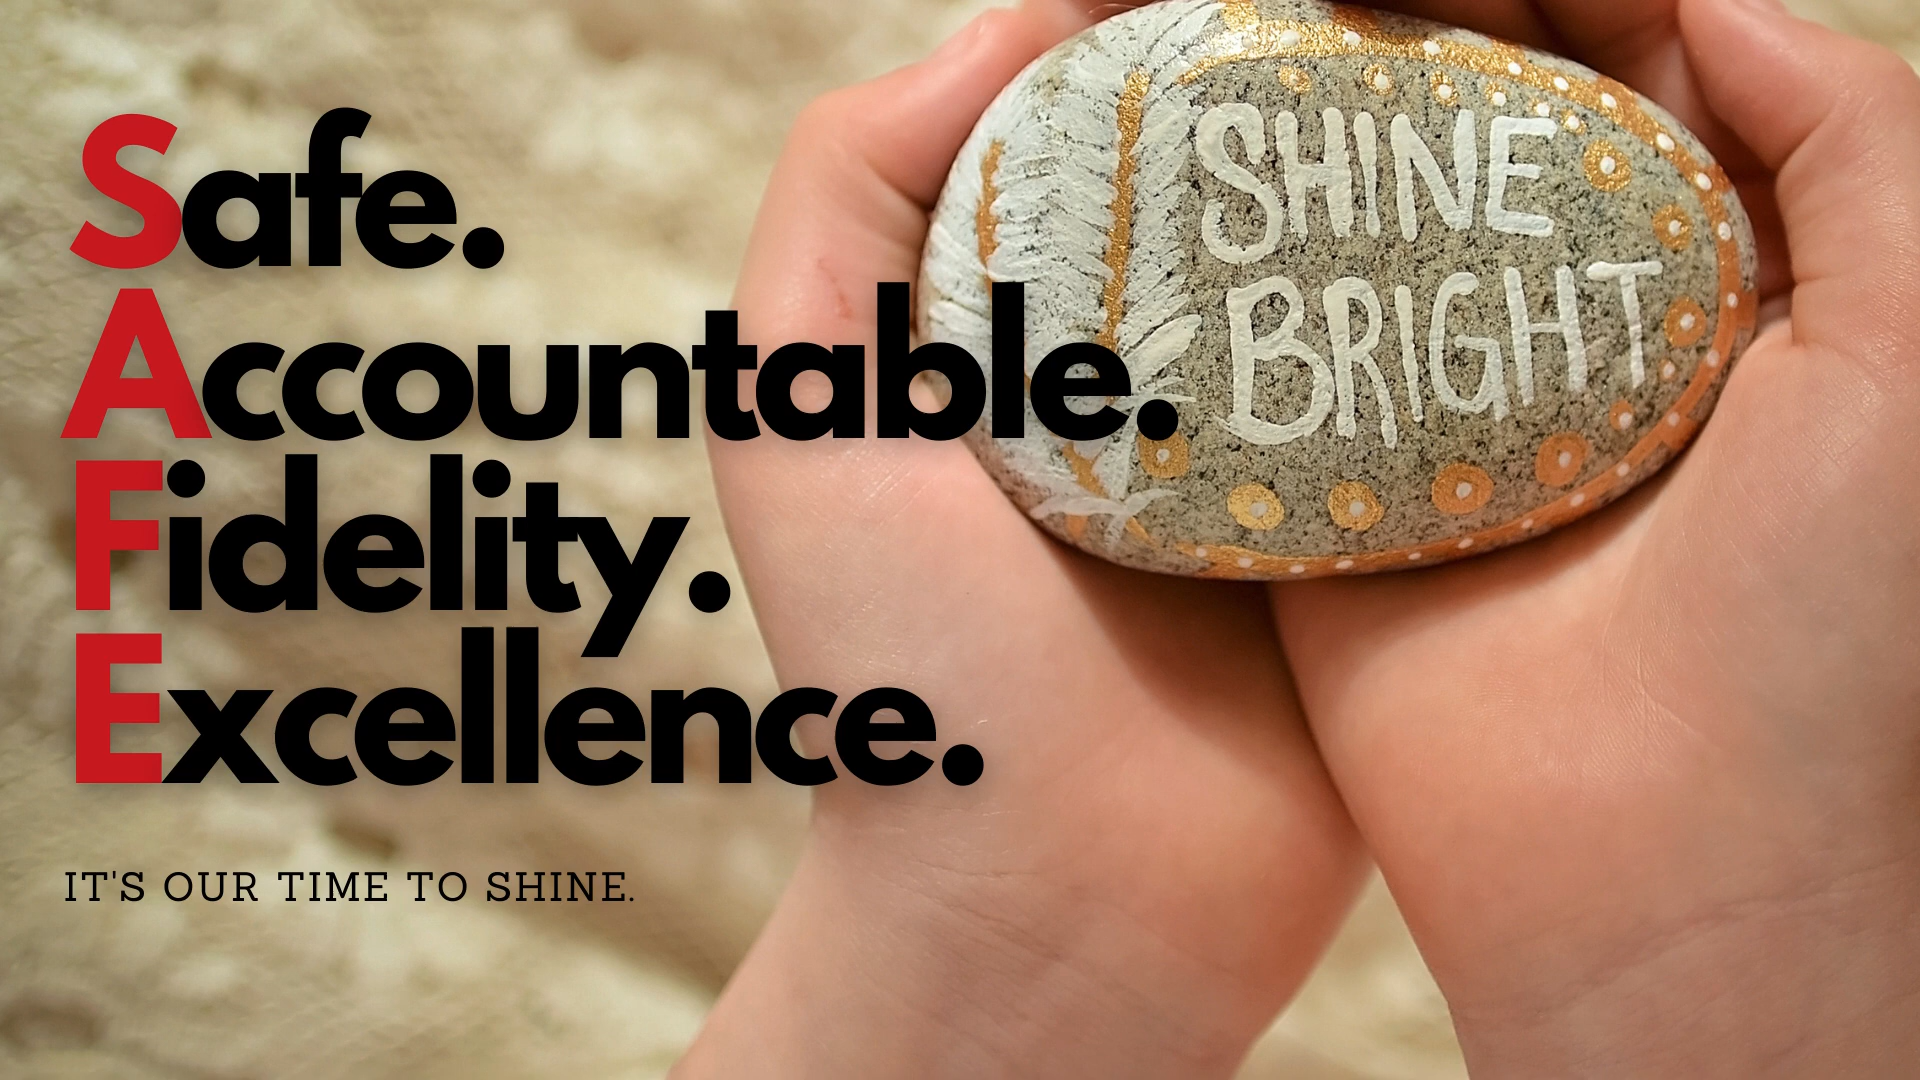 Safe.
Accountable.
Fidelity.
Excellence.
IT'S OUR TIME TO SHINE.
SHINE
BRIGHT